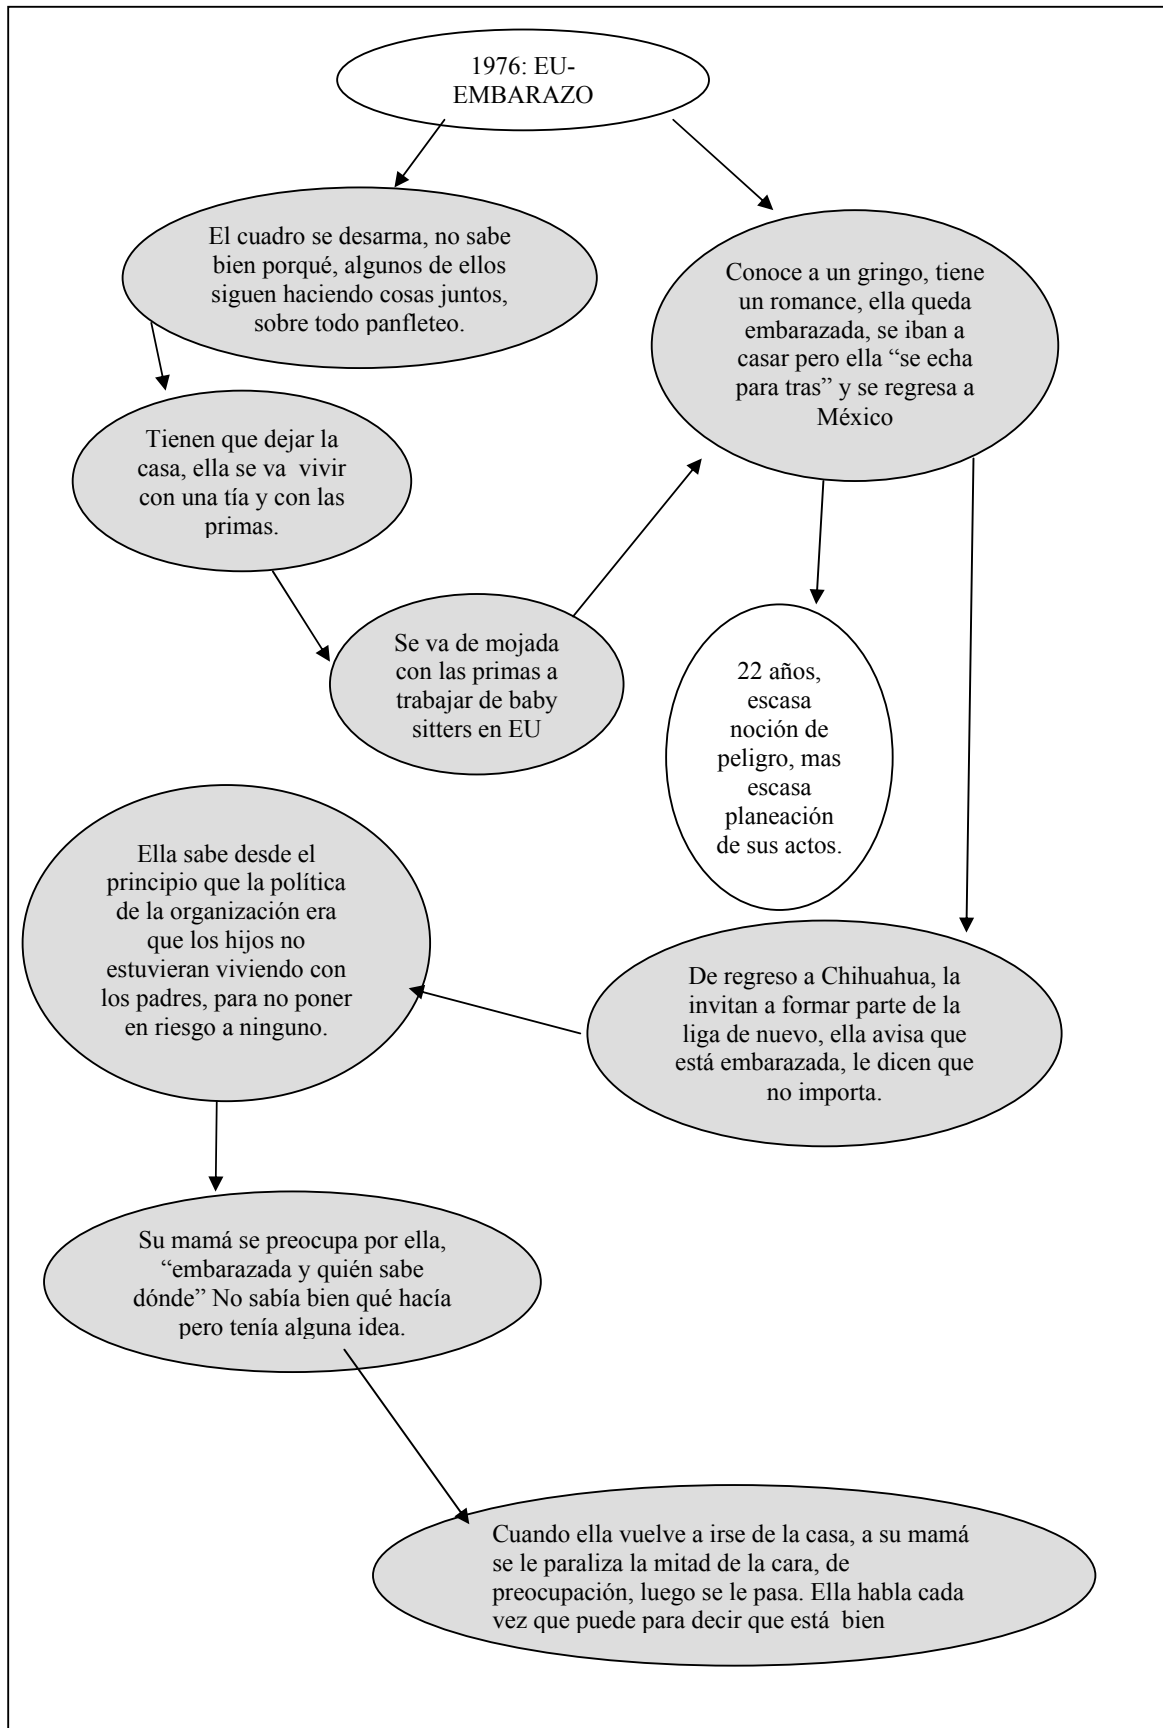 1976: EU-
EMBARAZO
El cuadro se desarma, no sabe
bien porqué, algunos de ellos
siguen haciendo cosas juntos,
sobre todo panfleteo.
Conoce a un gringo, tiene
un romance, ella queda
embarazada, se iban a
casar pero ella “se echa
para tras” y se regresa a
México
Tienen que dejar la
casa, ella se va vivir
con una tía y con las
primas.
Se va de mojada
con las primas a
trabajar de baby
sitters en EU
22 años,
escasa
noción de
peligro, mas
escasa
planeación
de sus actos.
Ella sabe desde el
principio que la política
de la organización era
que los hijos no
estuvieran viviendo con
los padres, para no poner
en riesgo a ninguno.
De regreso a Chihuahua, la
invitan a formar parte de la
liga de nuevo, ella avisa que
está embarazada, le dicen que
no importa.
Su mamá se preocupa por ella,
“embarazada y quién sabe
dónde” No sabía bien qué hacía
pero tenía alguna idea.
Cuando ella vuelve a irse de la casa, a su mamá
se le paraliza la mitad de la cara, de
preocupación, luego se le pasa. Ella habla cada
vez que puede para decir que está bien